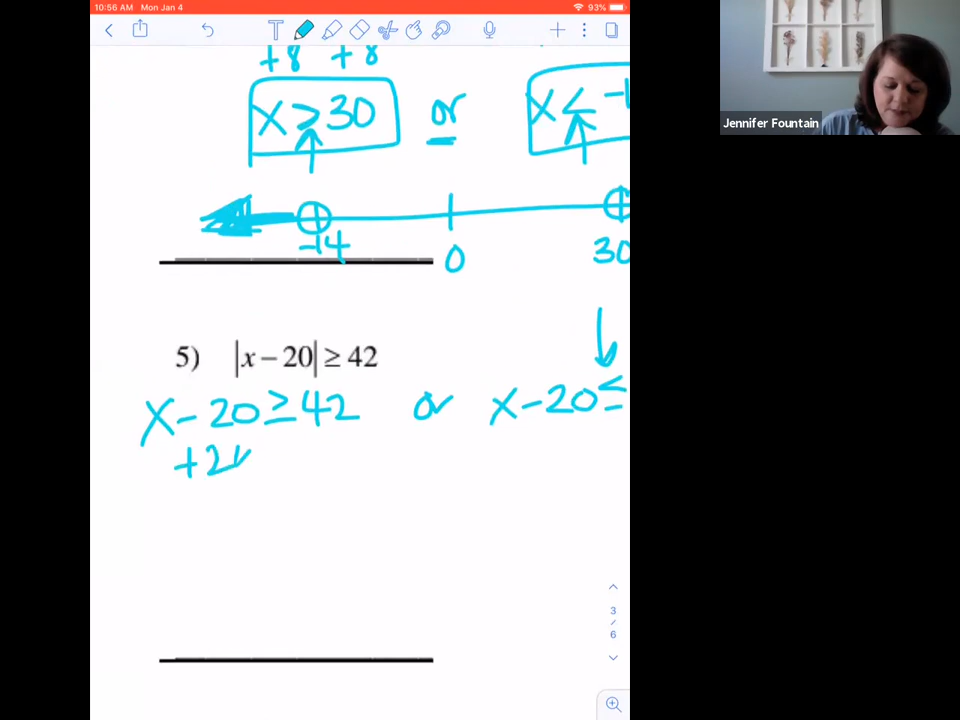 10:56 AM Mon Jan 4 93%
T
+8 +8
x > 30 or x <
-14 0 30
5) |x − 20| ≥ 42
x - 20 ≥ 42 or x - 20 ≤
+20
3
/
6
Jennifer Fountain